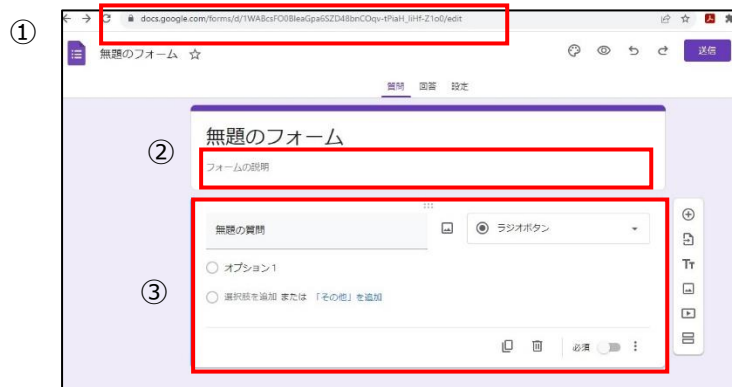 ①
docs.google.com/forms/d/1WABcsFO0BleaGpa6SZD48bnCOqv-tPiaH_liHf-Z1o0/edit
無題のフォーム
送信
質問 回答 設定
②
無題のフォーム
フォームの説明
③
無題の質問
ラジオボタン
オプション 1
選択肢を追加 または 「その他」を追加
必須
Tт